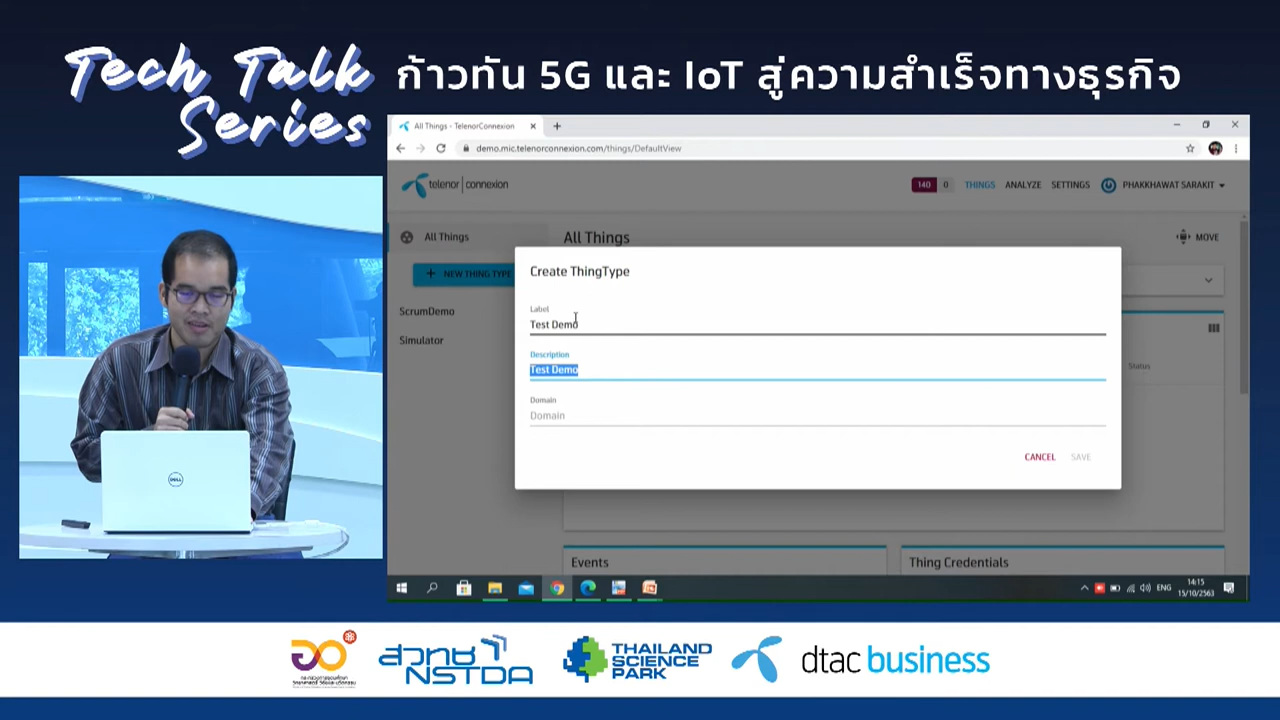 Tech Talk
Series
ก้าวทัน 5G และ IoT สู่ความสำเร็จทางธุรกิจ
All Things - TelenorConnexion
demo.mic.telenorconnexion.com/things/DefaultView
telenor connexion
140 0 THINGS ANALYZE SETTINGS PHAKKHAWAT SARAKIT
All Things
All Things
MOVE
+ NEW THING TYPE
ScrumDemo
Simulator
Create ThingType
Label
Test Demo
Description
Test Demo
Domain
Domain
CANCEL SAVE
Status
Events
Thing Credentials
ENG
14:15
15/10/2563
DELL
สวทช
NSTDA
THAILAND
SCIENCE
PARK
dtac business